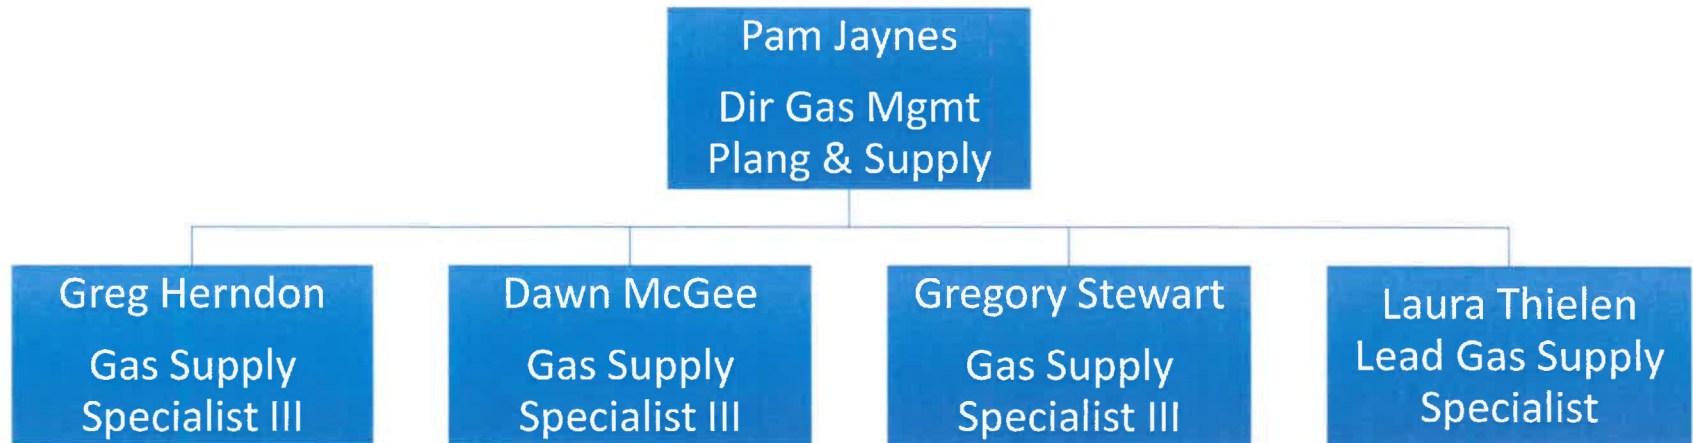 Pam Jaynes
Dir Gas Mgmt
Plang & Supply
Greg Herndon
Gas Supply
Specialist III
Dawn McGee
Gas Supply
Specialist III
Gregory Stewart
Gas Supply
Specialist III
Laura Thielen
Lead Gas Supply
Specialist